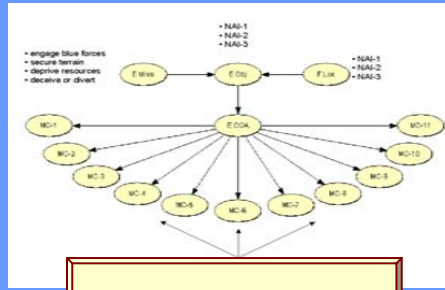 • NAI-1
• NAI-2
• NAI-3
• engage blue forces
• secure terrain
• deprive resources
• deceive or divert
• NAI-1
• NAI-2
• NAI-3
E:Obj
E:Loc
E:COA
MC-1
MC-11
MC-2
MC-10
MC-3
MC-9
MC-4
MC-8
MC-5
MC-7
MC-6